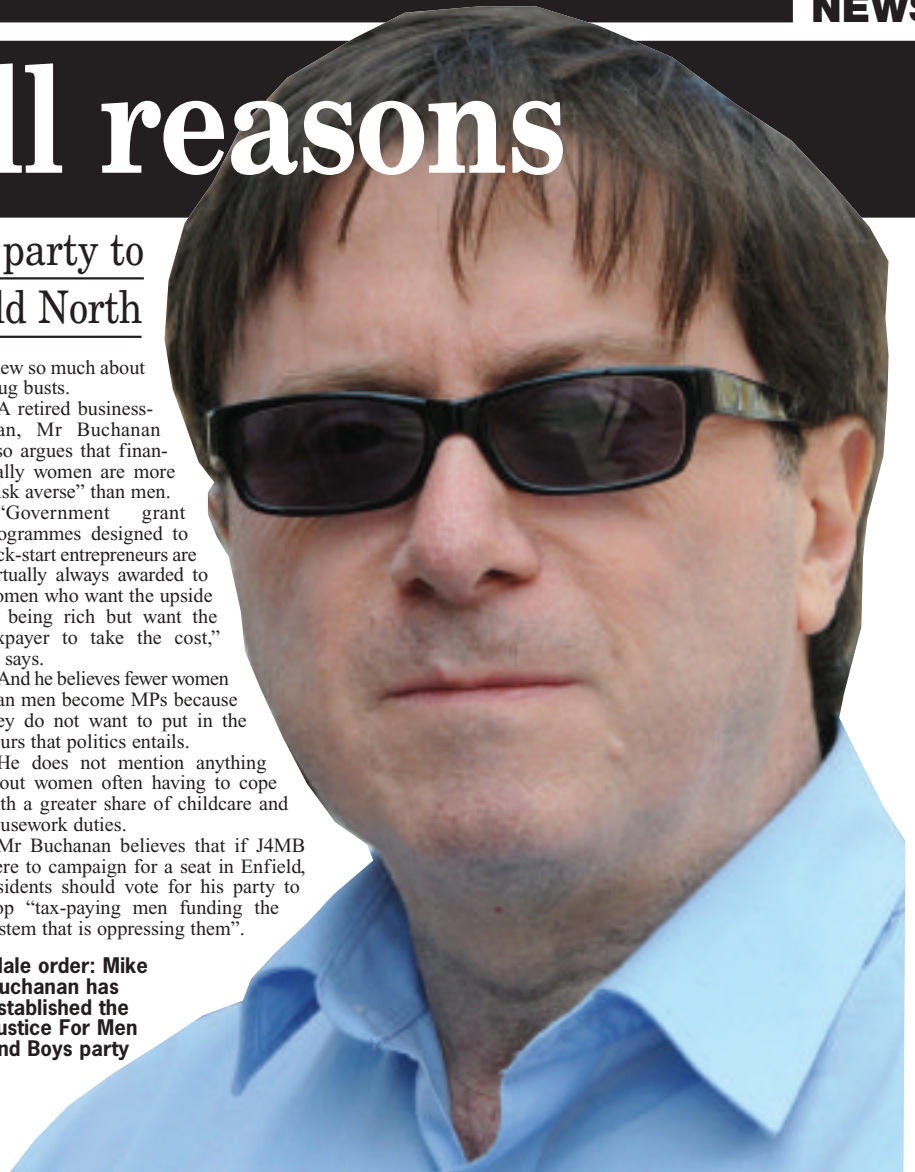 NEWS
ll reasons
party to
ld North
ew so much about
ug busts.
A retired business-
an, Mr Buchanan
so argues that finan-
ally women are more
isk averse” than men.
“Government grant
ogrammes designed to
ck-start entrepreneurs are
rtually always awarded to
omen who want the upside
being rich but want the
xpayer to take the cost,”
says.
And he believes fewer women
an men become MPs because
ey do not want to put in the
urs that politics entails.
He does not mention anything
out women often having to cope
th a greater share of childcare and
usework duties.
Mr Buchanan believes that if J4MB
ere to campaign for a seat in Enfield,
sidents should vote for his party to
op “tax-paying men funding the
stem that is oppressing them”.
ale order: Mike
uchanan has
stablished the
ustice For Men
nd Boys party